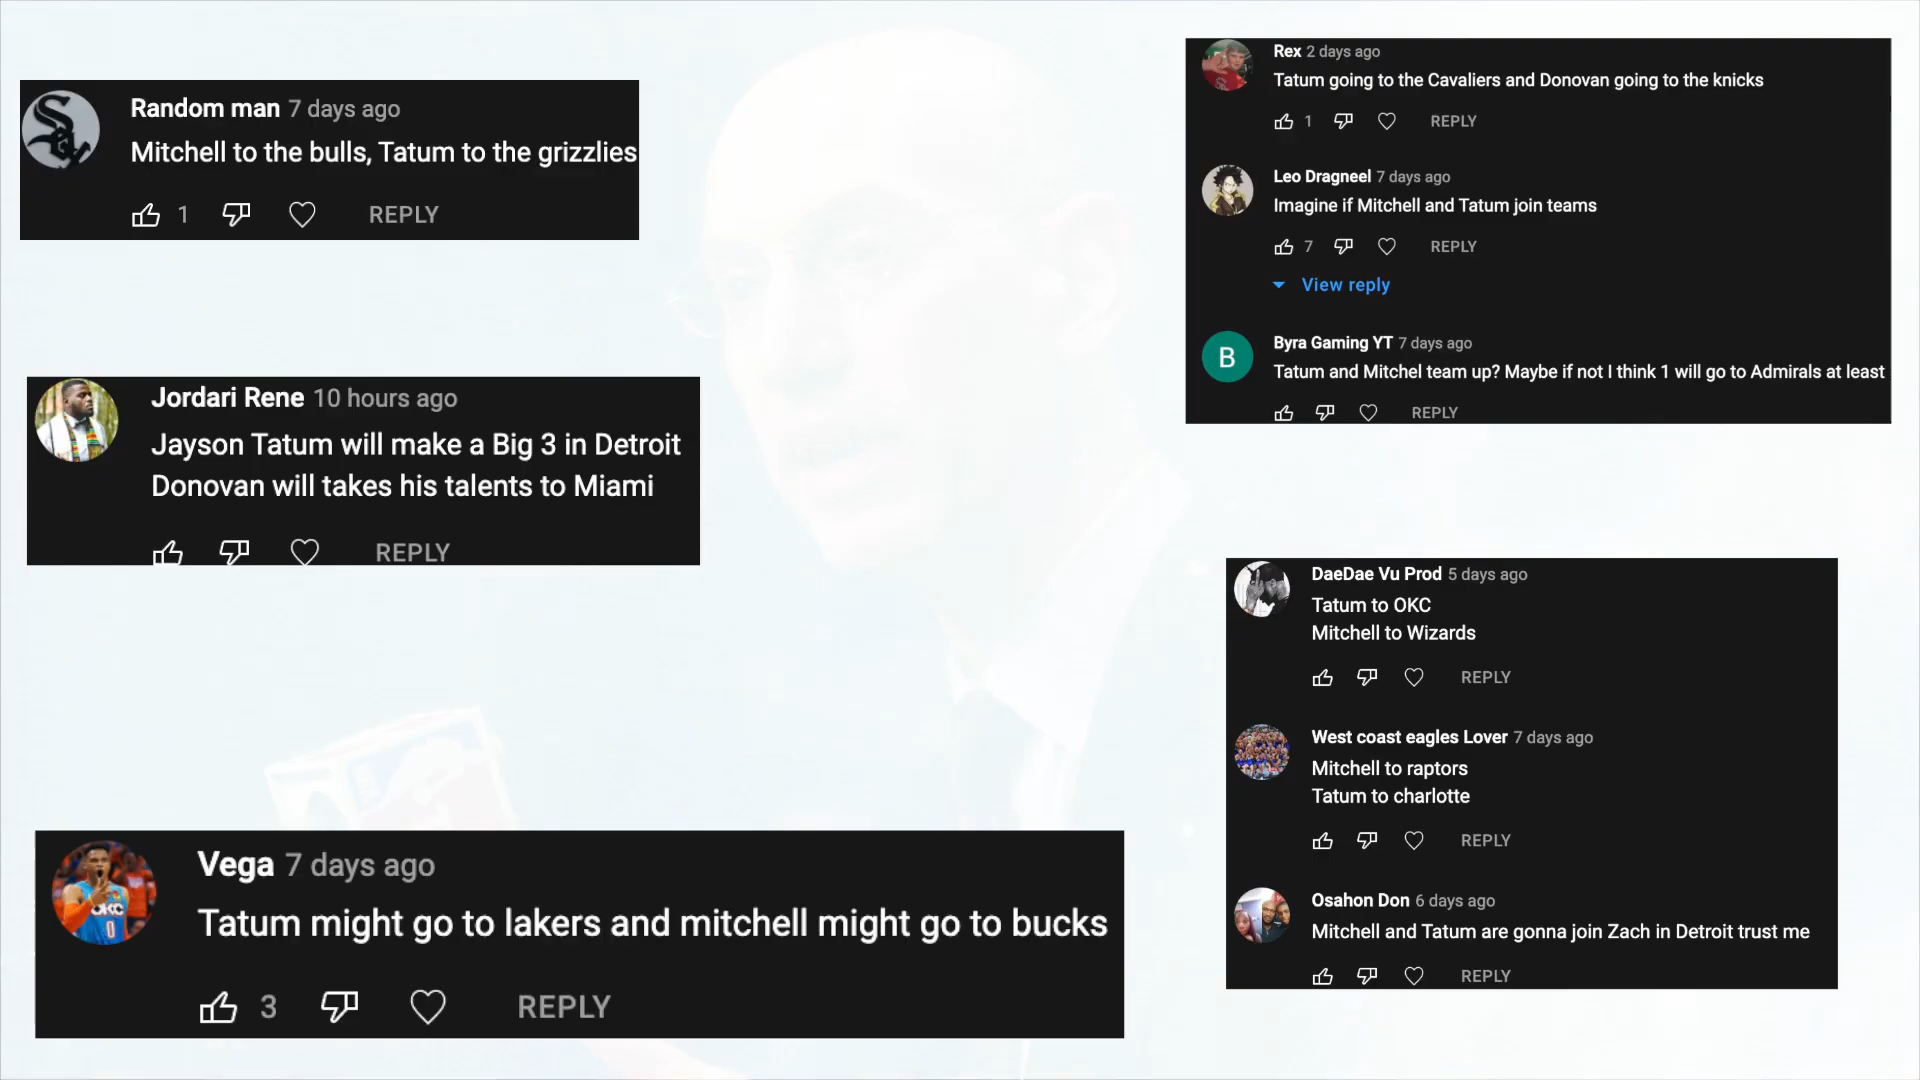 Random man 7 days ago
Mitchell to the bulls, Tatum to the grizzlies
1 REPLY
Jordari Rene 10 hours ago
Jayson Tatum will make a Big 3 in Detroit
Donovan will takes his talents to Miami
REPLY
Vega 7 days ago
Tatum might go to lakers and mitchell might go to bucks
3 REPLY
OKC
0
Rex 2 days ago
Tatum going to the Cavaliers and Donovan going to the knicks
1 REPLY
Leo Dragneel 7 days ago
Imagine if Mitchell and Tatum join teams
7 REPLY
View reply
B
Byra Gaming YT 7 days ago
Tatum and Mitchel team up? Maybe if not I think 1 will go to Admirals at least
REPLY
DaeDae Vu Prod 5 days ago
Tatum to OKC
Mitchell to Wizards
REPLY
West coast eagles Lover 7 days ago
Mitchell to raptors
Tatum to charlotte
REPLY
Osahon Don 6 days ago
Mitchell and Tatum are gonna join Zach in Detroit trust me
REPLY